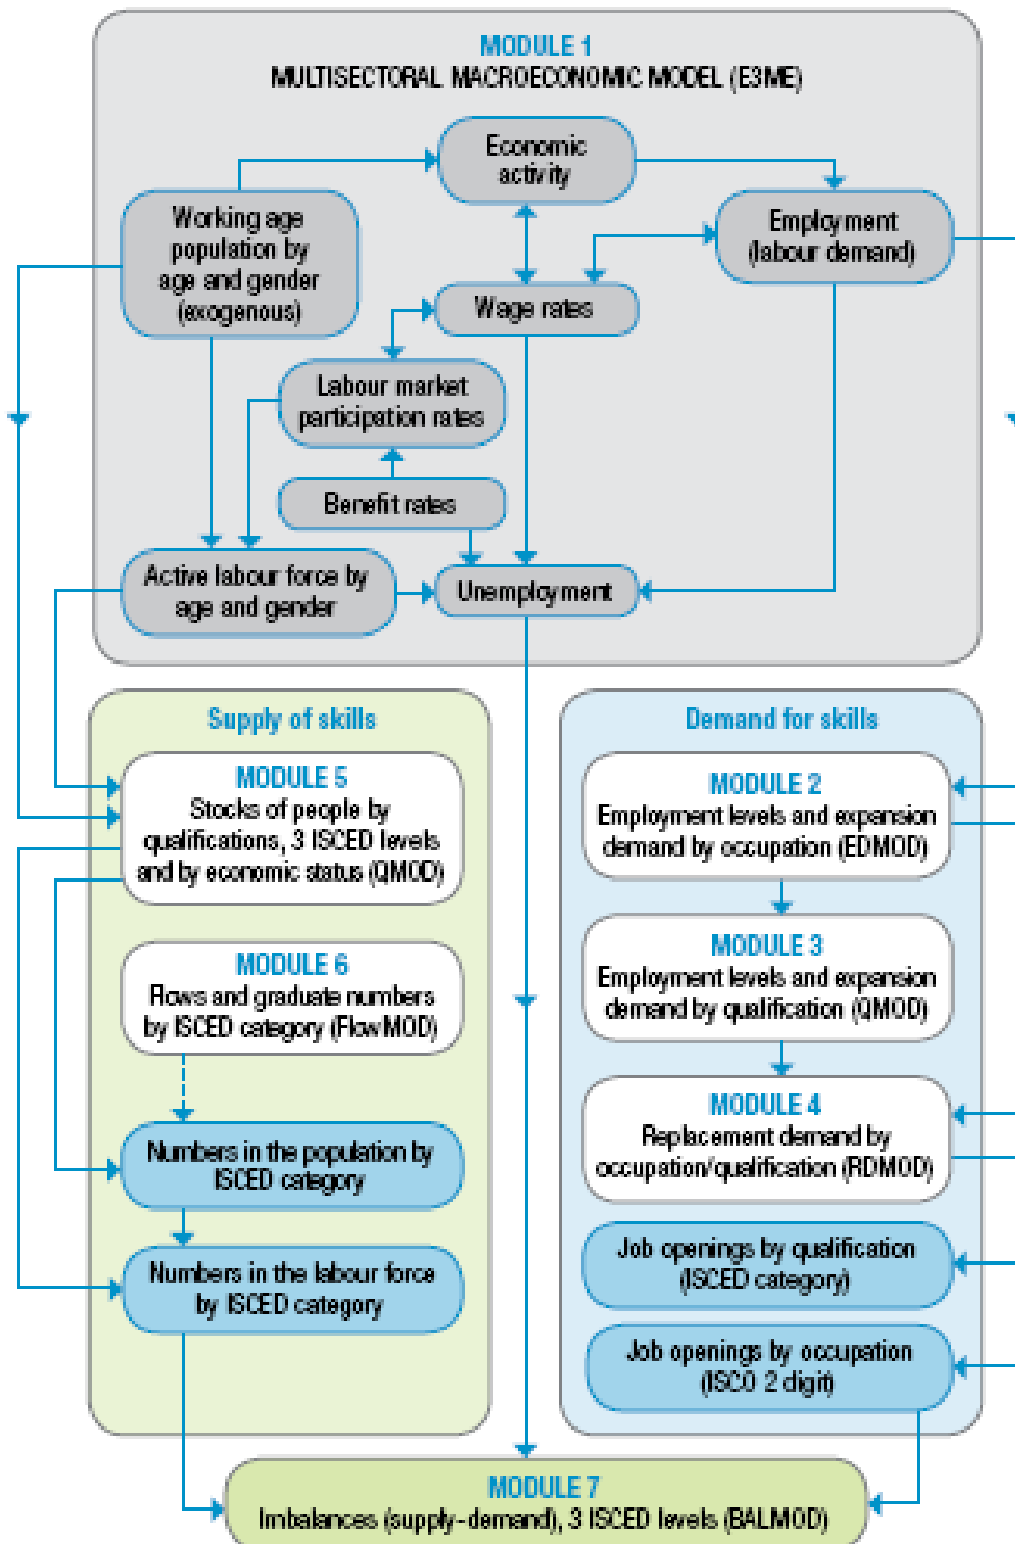 MODULE 1
MULTISECTORAL MACROECONOMIC MODEL (E3ME)
Economic
activity
Working age
population by
age and gender
(exogenous)
Employment
(labour demand)
Wage rates
Labour market
participation rates
Benefit rates
Active labour force by
age and gender
Unemployment
Supply of skills
MODULE 5
Stocks of people by
qualifications, 3 ISCED levels
and by economic status (QMOD)
MODULE 6
Flows and graduate numbers
by ISCED category (FlowMOD)
Numbers in the population by
ISCED category
Numbers in the labour force
by ISCED category
Demand for skills
MODULE 2
Employment levels and expansion
demand by occupation (EDMOD)
MODULE 3
Employment levels and expansion
demand by qualification (QMOD)
MODULE 4
Replacement demand by
occupation/qualification (RDMOD)
Job openings by qualification
(ISCED category)
Job openings by occupation
(ISCO 2 digit)
MODULE 7
Imbalances (supply-demand), 3 ISCED levels (BALMOD)